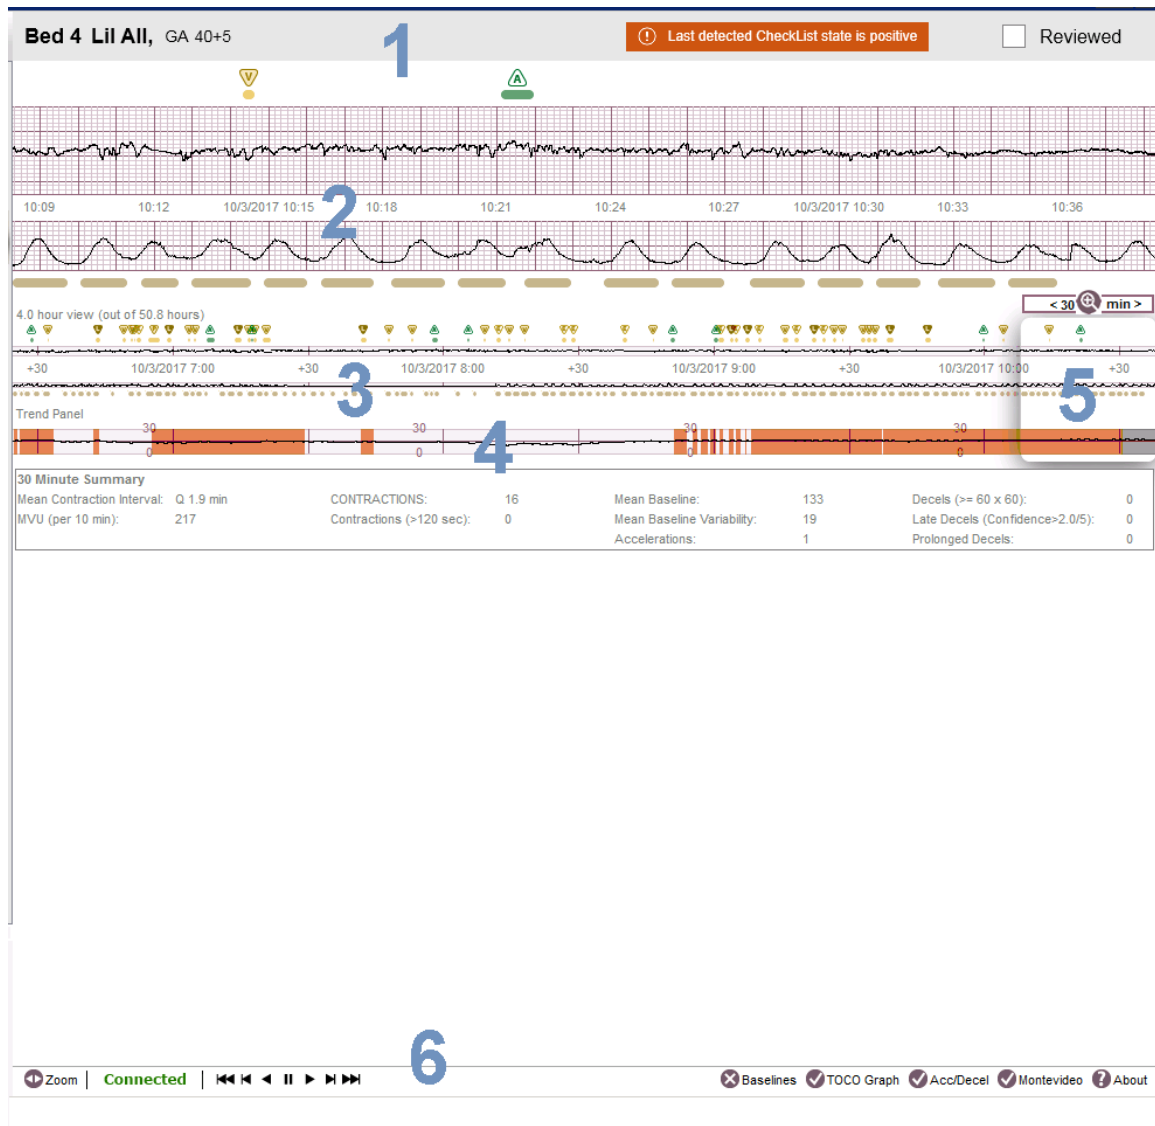 Bed 4 Lil All, GA 40+5
1
Last detected CheckList state is positive
Reviewed
V
A
10:09 10:12 10/3/2017 10:15 10:18 10:21 10:24 10:27 10/3/2017 10:30 10:33 10:36
2
< 30 min >
4.0 hour view (out of 50.8 hours)
+30 10/3/2017 7:00 +30 10/3/2017 8:00 +30 10/3/2017 9:00 +30 10/3/2017 10:00 +30
3
5
Trend Panel
30 30 30 30
0 0 0 0
4
30 Minute Summary
Mean Contraction Interval: Q 1.9 min CONTRACTIONS: 16 Mean Baseline: 133 Decels (>= 60 x 60): 0
MVU (per 10 min): 217 Contractions (>120 sec): 0 Mean Baseline Variability: 19 Late Decels (Confidence>2.0/5): 0
Accelerations: 1 Prolonged Decels: 0
6
Zoom Connected Baselines TOCO Graph Acc/Decel Montevideo About